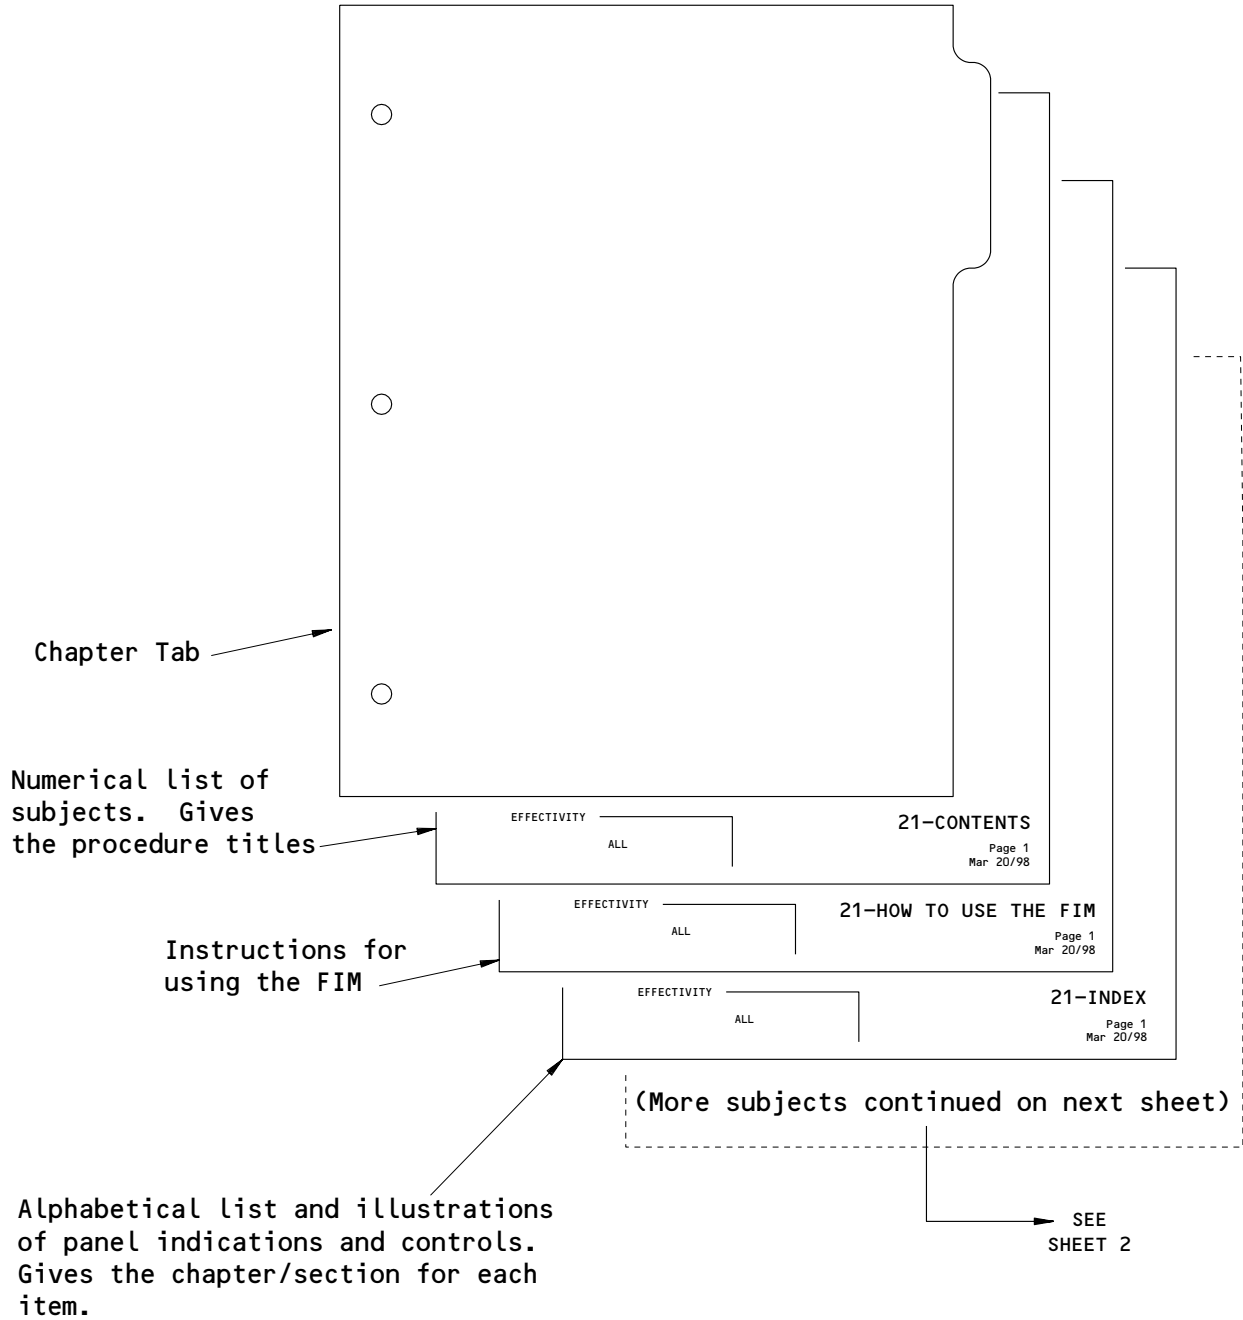 Chapter Tab
Numerical list of
subjects.  Gives
the procedure titles
EFFECTIVITY
ALL
21-CONTENTS
Page 1
Mar 20/98
Instructions for
using the FIM
EFFECTIVITY
ALL
21-HOW TO USE THE FIM
Page 1
Mar 20/98
EFFECTIVITY
ALL
21-INDEX
Page 1
Mar 20/98
(More subjects continued on next sheet)
Alphabetical list and illustrations
of panel indications and controls.
Gives the chapter/section for each
item.
SEE
SHEET 2